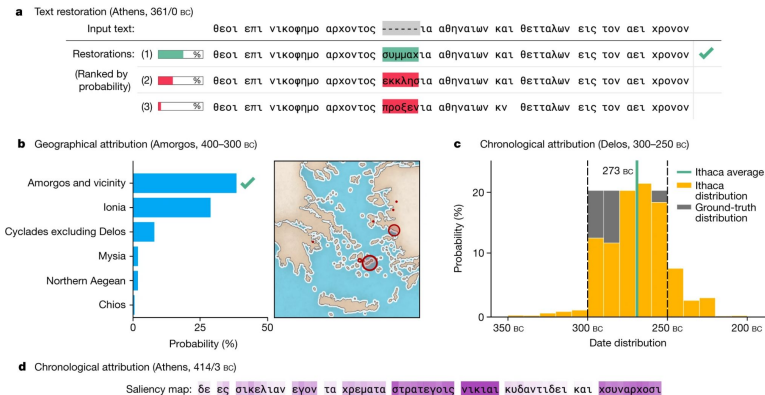 a Text restoration (Athens, 361/0 BC)
Input text: θεοι επι νικοφημο αρχοντος ------ια αθηναιων και θετταλων εις τον αει χρονον
Restorations: (1) % θεοι επι νικοφημο αρχοντος συμμαχια αθηναιων και θετταλων εις τον αει χρονον
(Ranked by probability) (2) % θεοι επι νικοφημο αρχοντος εκκλησια αθηναιων και θετταλων εις τον αει χρονον
(3) % θεοι επι νικοφημο αρχοντος προξενια αθηναιων κν θετταλων εις τον αει χρονον
b Geographical attribution (Amorgos, 400–300 BC)
Amorgos and vicinity
Ionia
Cyclades excluding Delos
Mysia
Northern Aegean
Chios
0 25 50
Probability (%)
c Chronological attribution (Delos, 300–250 BC)
273 BC
Ithaca average
Ithaca distribution
Ground-truth distribution
Probability (%)
20
10
0
350 BC 300 BC 250 BC 200 BC
Date distribution
d Chronological attribution (Athens, 414/3 BC)
Saliency map: δε ες σικελιαν εγον τα χρεματα στρατεγοις νικιαι κυδαντιδει και χσυναρχοσι